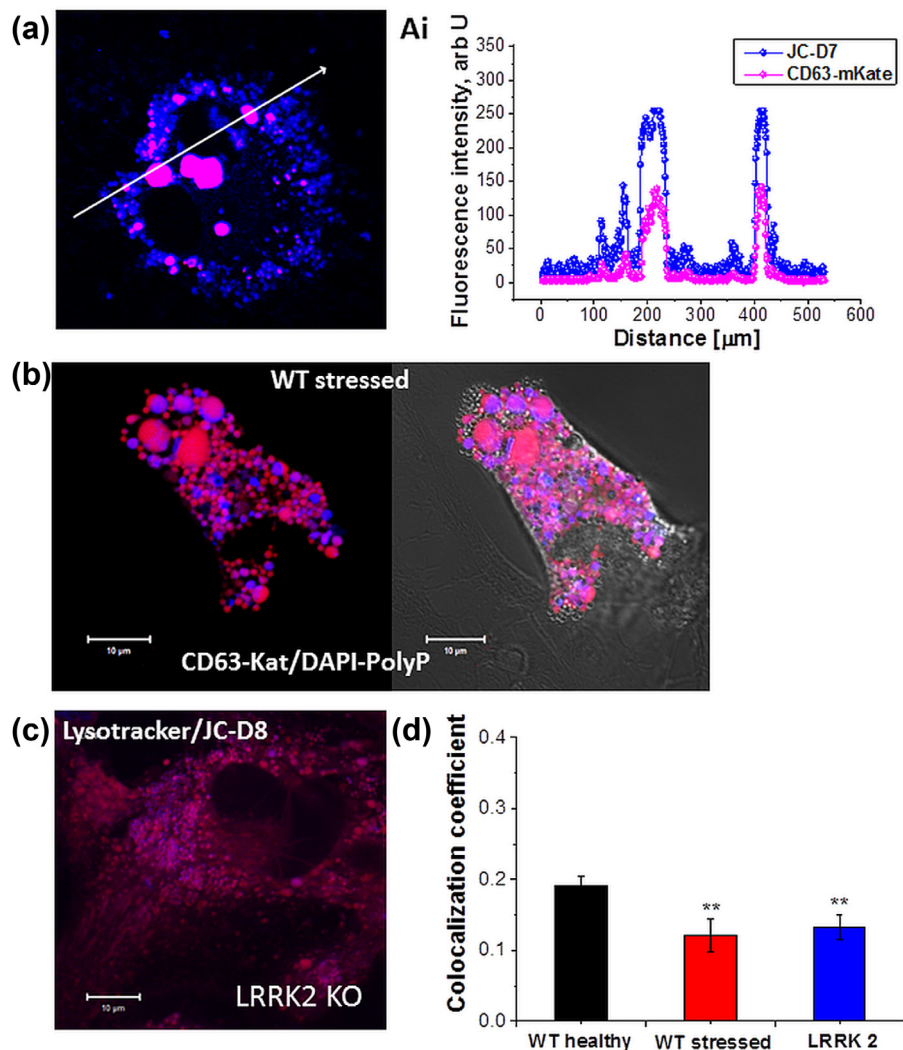 (a)
Ai
Fluorescence intensity, arb U
350
300
250
200
150
100
50
0
JC-D7
CD63-mKate
0 100 200 300 400 500 600
Distance [µm]
(b)
WT stressed
10 µm
10 µm
CD63-Kat/DAPI-PolyP
(c)
Lysotracker/JC-D8
10 µm
LRRK2 KO
(d)
Colocalization coefficient
0.4
0.3
0.2
0.1
0.0
**
**
WT healthy WT stressed LRRK 2